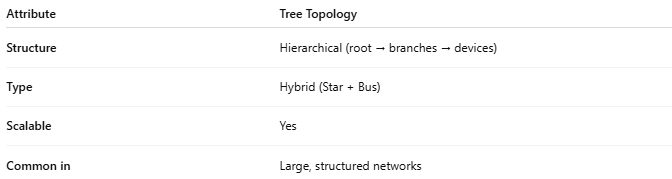 Attribute Tree Topology
Structure Hierarchical (root → branches → devices)
Type Hybrid (Star + Bus)
Scalable Yes
Common in Large, structured networks